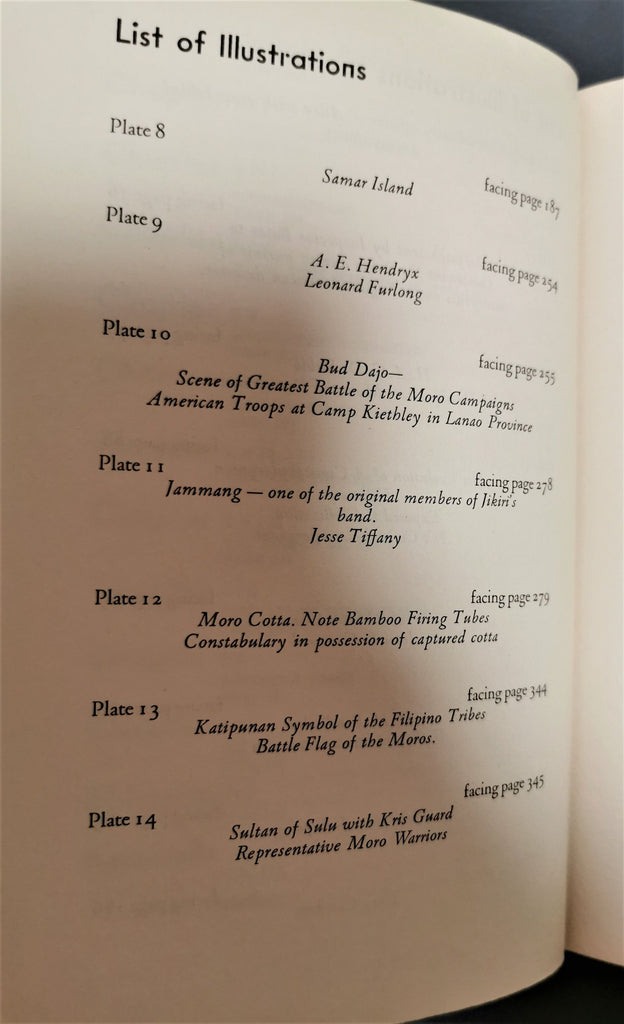 List of Illustrations
Plate 8
Samar Island facing page 187
Plate 9
A. E. Hendryx facing page 254
Leonard Furlong
Plate 10
Bud Dajo— facing page 255
Scene of Greatest Battle of the Moro Campaigns
American Troops at Camp Kiethley in Lanao Province
Plate 11 facing page 278
Jammang — one of the original members of Jikiri's
band.
Jesse Tiffany
Plate 12 facing page 279
Moro Cotta. Note Bamboo Firing Tubes
Constabulary in possession of captured cotta
Plate 13 facing page 344
Katipunan Symbol of the Filipino Tribes
Battle Flag of the Moros.
Plate 14 facing page 345
Sultan of Sulu with Kris Guard
Representative Moro Warriors